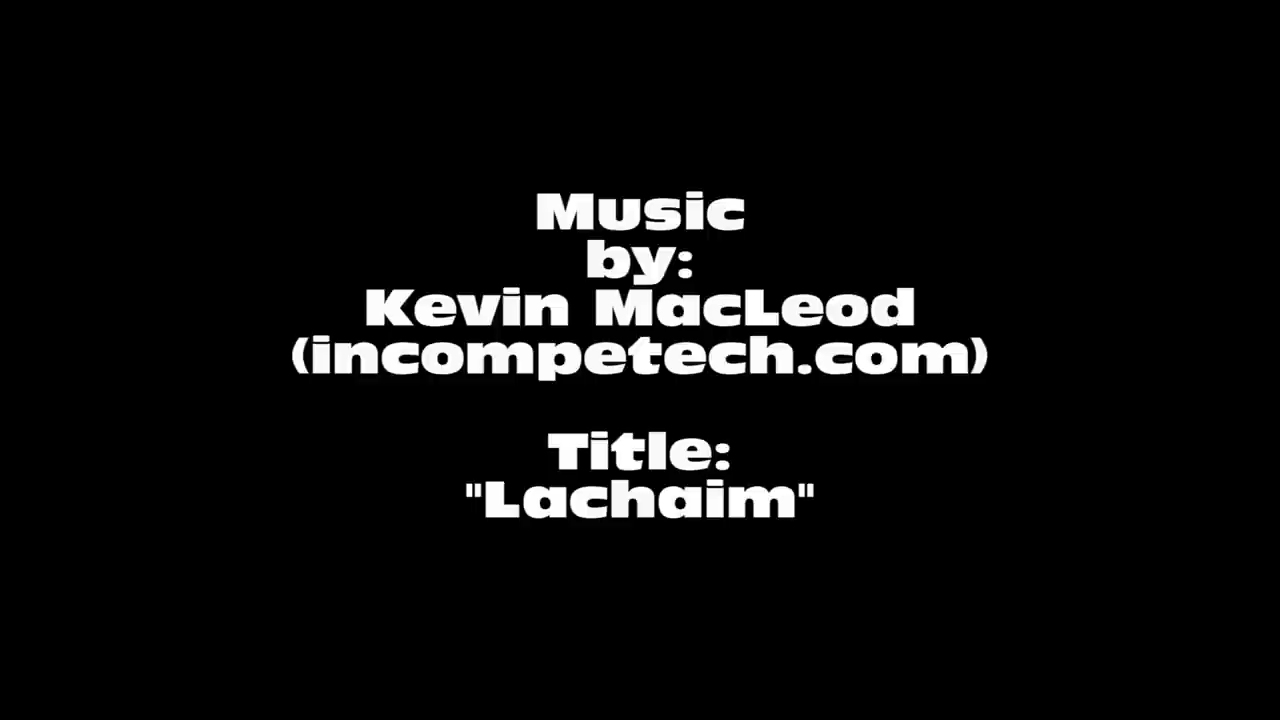 Music
by:
Kevin MacLeod
(incompetech.com)
Title:
"Lachaim"